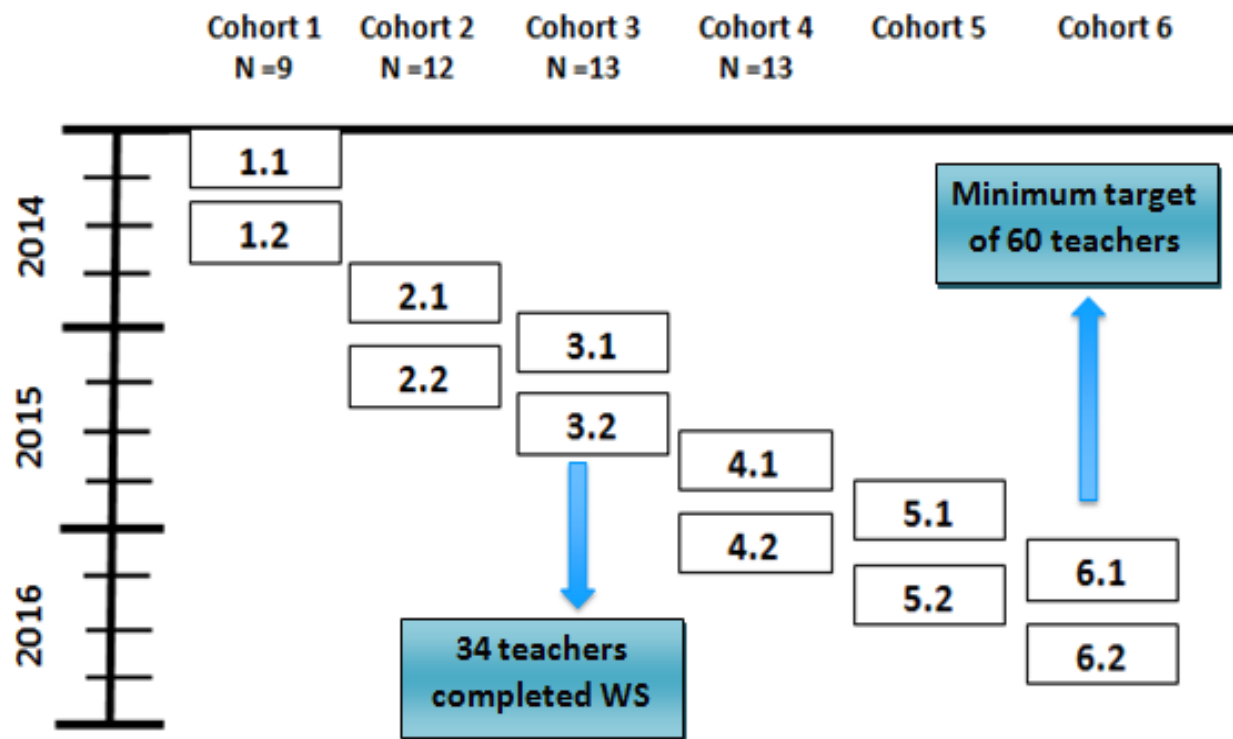 Cohort 1
N =9
Cohort 2
N =12
Cohort 3
N =13
Cohort 4
N =13
Cohort 5
Cohort 6
2014
2015
2016
1.1
1.2
2.1
2.2
3.1
3.2
4.1
4.2
5.1
5.2
6.1
6.2
Minimum target
of 60 teachers
34 teachers
completed WS